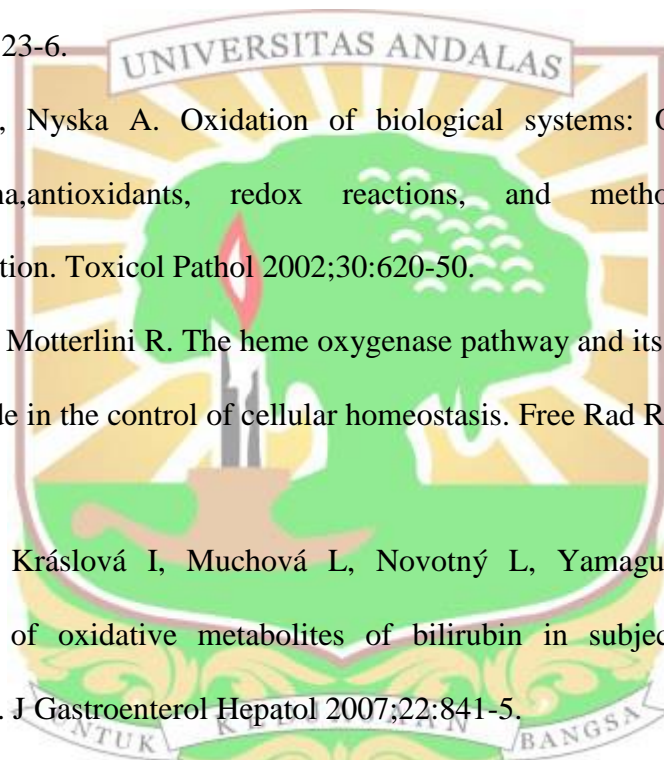 23-6.
UNIVERSITAS ANDALAS
, Nyska A. Oxidation of biological systems:
na,antioxidants, redox reactions, and metho
tion. Toxicol Pathol 2002;30:620-50.
Motterlini R. The heme oxygenase pathway and its
de in the control of cellular homeostasis. Free Rad R
Kráslová I, Muchová L, Novotný L, Yamagu
of oxidative metabolites of bilirubin in subjec
. J Gastroenterol Hepatol 2007;22:841-5.
UNTUK BANGSA